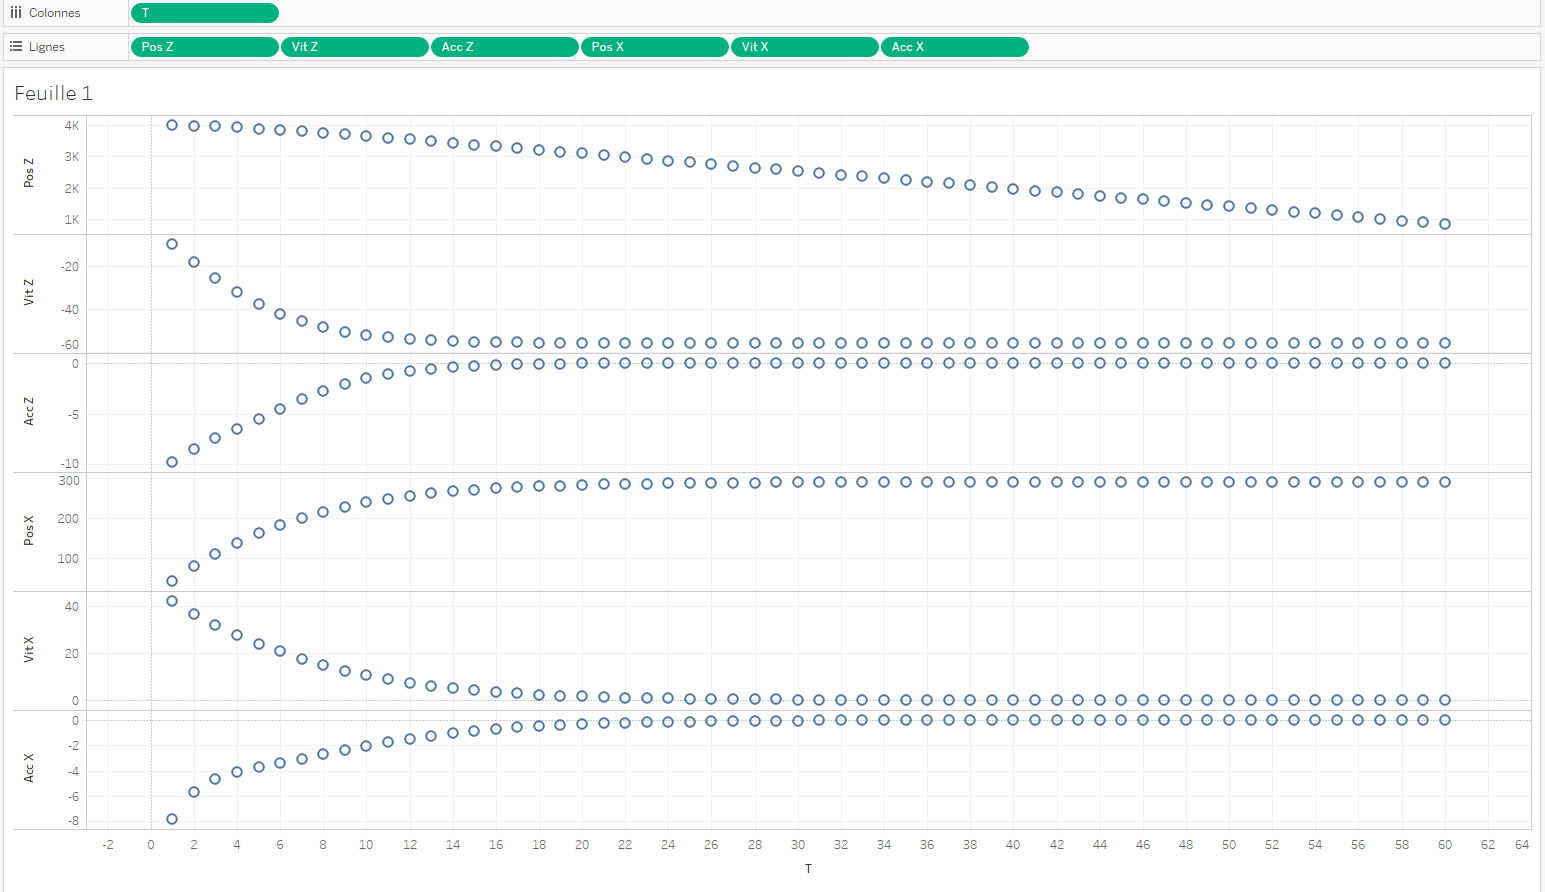 Colonnes T
Lignes Pos Z Vit Z Acc Z Pos X Vit X Acc X
Feuille 1
Pos Z
4K
3K
2K
1K
Vit Z
-20
-40
-60
Acc Z
0
-5
-10
Pos X
300
200
100
Vit X
40
20
0
Acc X
0
-2
-4
-6
-8
-2 0 2 4 6 8 10 12 14 16 18 20 22 24 26 28 30 32 34 36 38 40 42 44 46 48 50 52 54 56 58 60 62 64
T